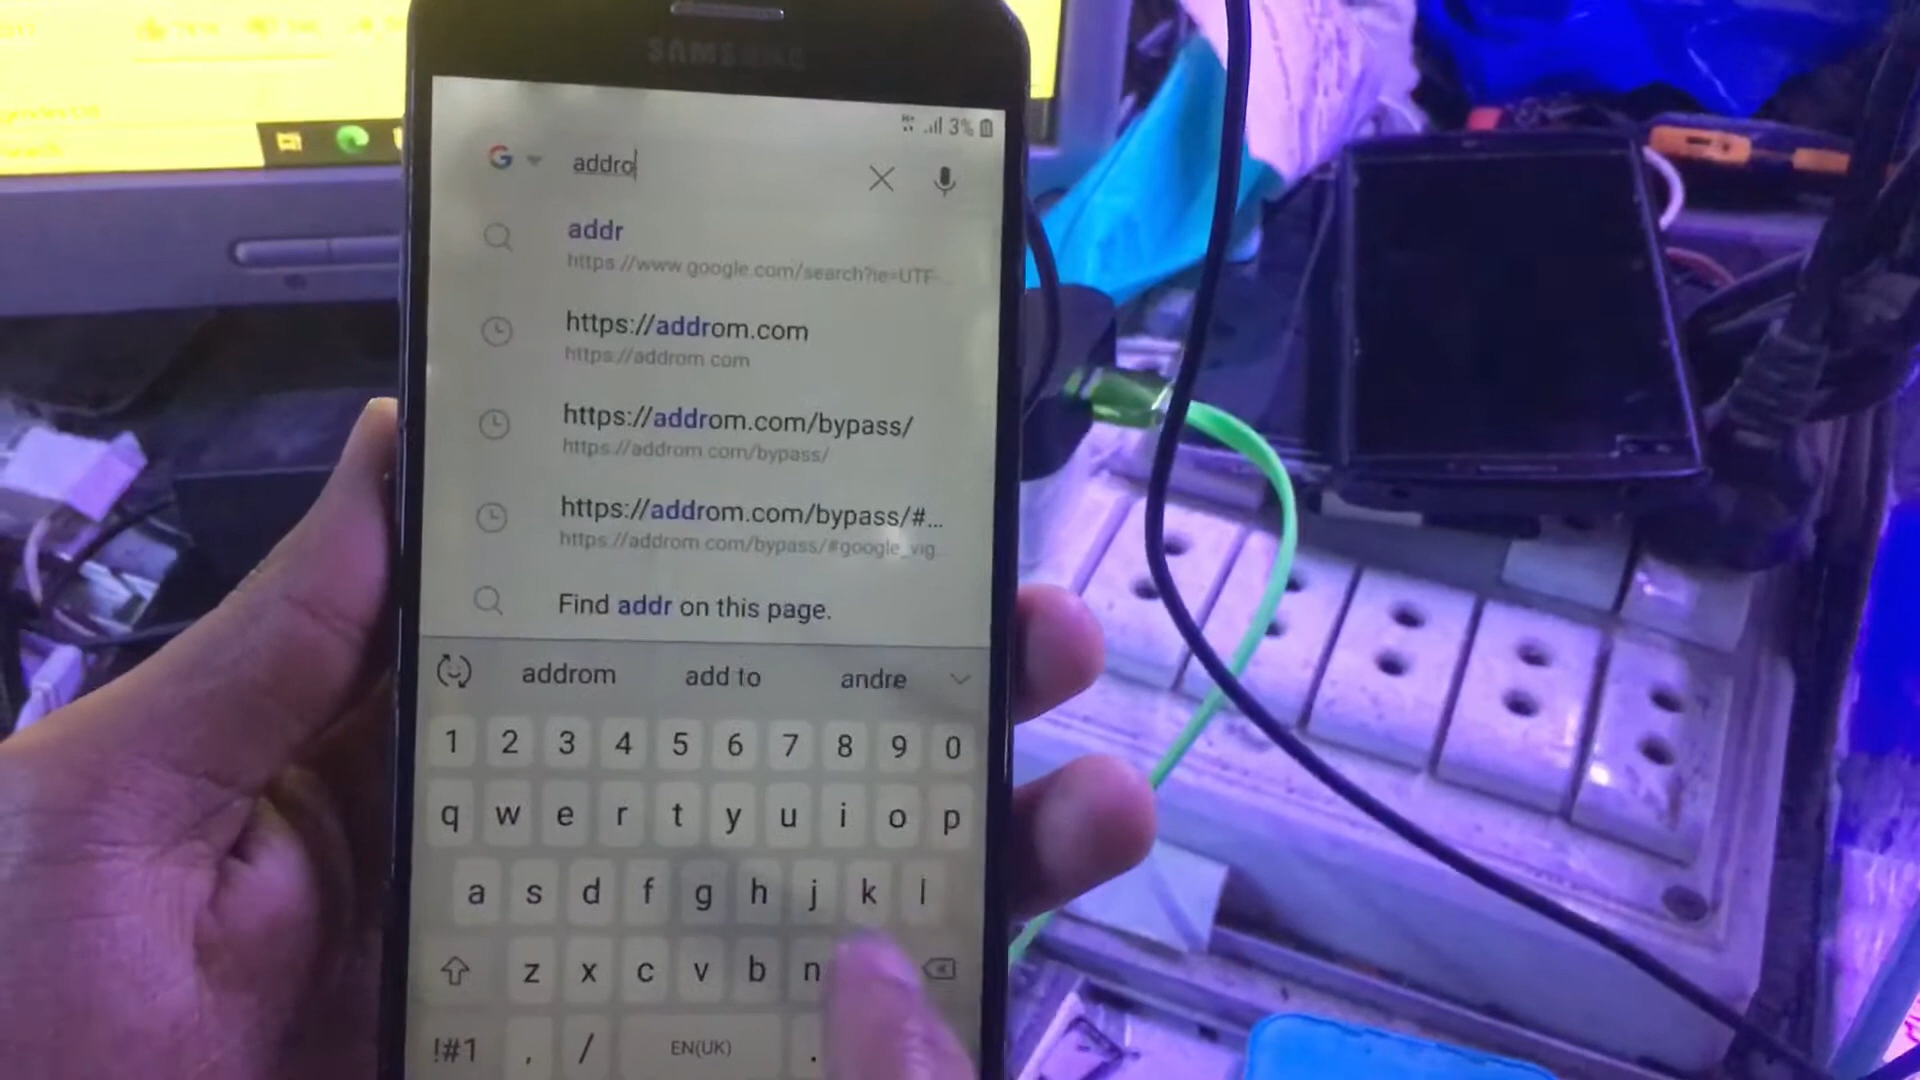 SAMSUNG
3%
addro
addr
https://www.google.com/search?ie=UTF-...
https://addrom.com
https://addrom.com
https://addrom.com/bypass/
https://addrom.com/bypass/
https://addrom.com/bypass/#...
https://addrom.com/bypass/#google_vig...
Find addr on this page.
addrom add to andre
1 2 3 4 5 6 7 8 9 0
q w e r t y u i o p
a s d f g h j k l
z x c v b n
!#1 , / EN(UK) .